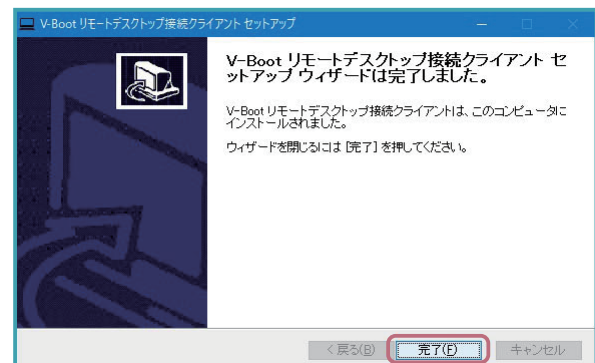 V-Boot リモートデスクトップ接続クライアント セットアップ
V-Boot リモートデスクトップ接続クライアント セ
ットアップ ウィザードは完了しました。
V-Boot リモートデスクトップ接続クライアントは、このコンピュータに
インストールされました。
ウィザードを閉じるには [完了] を押してください。
< 戻る(B)
完了(F)
キャンセル